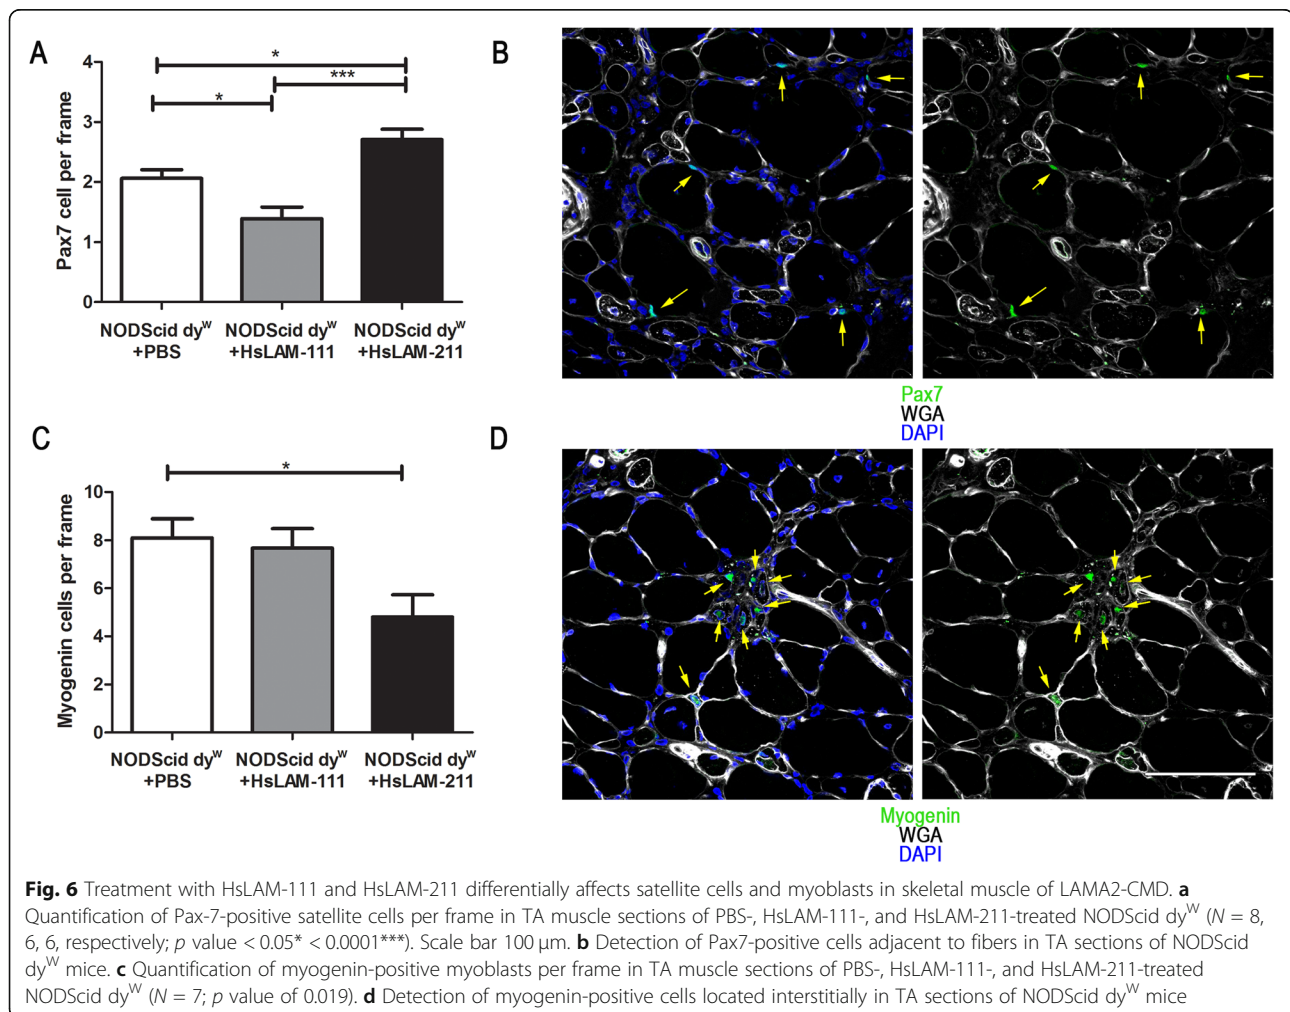 A
*
***
*
Pax7 cell per frame
4
3
2
1
0
NODScid dyᵂ NODScid dyᵂ NODScid dyᵂ
+PBS +HsLAM-111 +HsLAM-211
B
Pax7
WGA
DAPI
C
*
Myogenin cells per frame
10
8
6
4
2
0
NODScid dyᵂ NODScid dyᵂ NODScid dyᵂ
+PBS +HsLAM-111 +HsLAM-211
D
Myogenin
WGA
DAPI
Fig. 6 Treatment with HsLAM-111 and HsLAM-211 differentially affects satellite cells and myoblasts in skeletal muscle of LAMA2-CMD. a
Quantification of Pax-7-positive satellite cells per frame in TA muscle sections of PBS-, HsLAM-111-, and HsLAM-211-treated NODScid dyᵂ (N = 8,
6, 6, respectively; p value < 0.05* < 0.0001***). Scale bar 100 μm. b Detection of Pax7-positive cells adjacent to fibers in TA sections of NODScid
dyᵂ mice. c Quantification of myogenin-positive myoblasts per frame in TA muscle sections of PBS-, HsLAM-111-, and HsLAM-211-treated
NODScid dyᵂ (N = 7; p value of 0.019). d Detection of myogenin-positive cells located interstitially in TA sections of NODScid dyᵂ mice